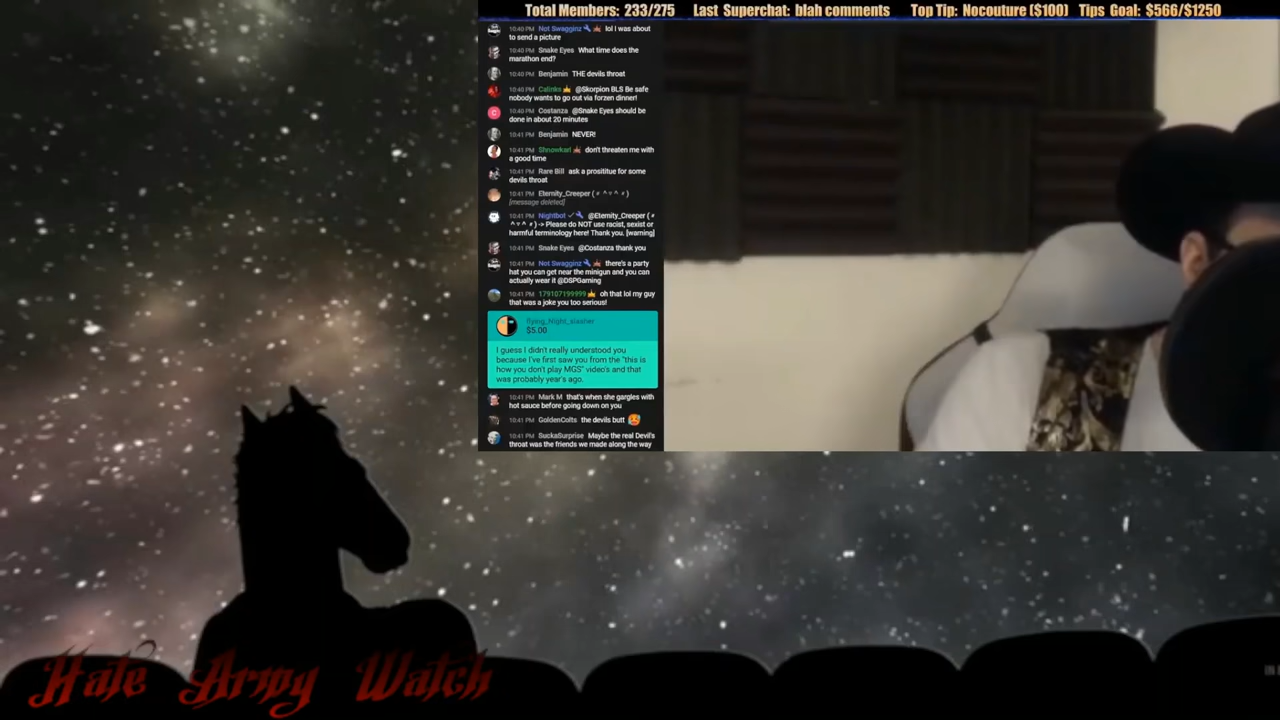 Total Members: 233/275 Last Superchat: blah comments Top Tip: Nocouture ($100) Tips Goal: $566/$1250
10:40 PM Not Swagginz lol I was about
to send a picture
10:40 PM Snake Eyes What time does the
marathon end?
10:40 PM Benjamin THE devils throat
10:40 PM Calinks @Skorpion BLS Be safe
nobody wants to go out via forzen dinner!
10:40 PM Costanza @Snake Eyes should be
done in about 20 minutes
10:41 PM Benjamin NEVER!
10:41 PM Shnowkarl don't threaten me with
a good time
10:41 PM Rare Bill ask a prosititue for some
devils throat
10:41 PM Eternity_Creeper (〃＾▽＾〃)
[message deleted]
10:41 PM Nightbot ✓ @Eternity_Creeper (〃
＾▽＾〃) -> Please do NOT use racist, sexist or
harmful terminology here! Thank you. [warning]
10:41 PM Snake Eyes @Costanza thank you
10:41 PM Not Swagginz there's a party
hat you can get near the minigun and you can
actually wear it @DSPGaming
10:41 PM 179107199999 oh that lol my guy
that was a joke you too serious!
flying_Night_slasher
$5.00
I guess I didn't really understood you
because I've first saw you from the "this is
how you don't play MGS" video's and that
was probably year's ago.
10:41 PM Mark M that's when she gargles with
hot sauce before going down on you
10:41 PM GoldenColts the devils butt 🥵
10:41 PM SuckaSurprise Maybe the real Devil's
throat was the friends we made along the way
Hate Army Watch